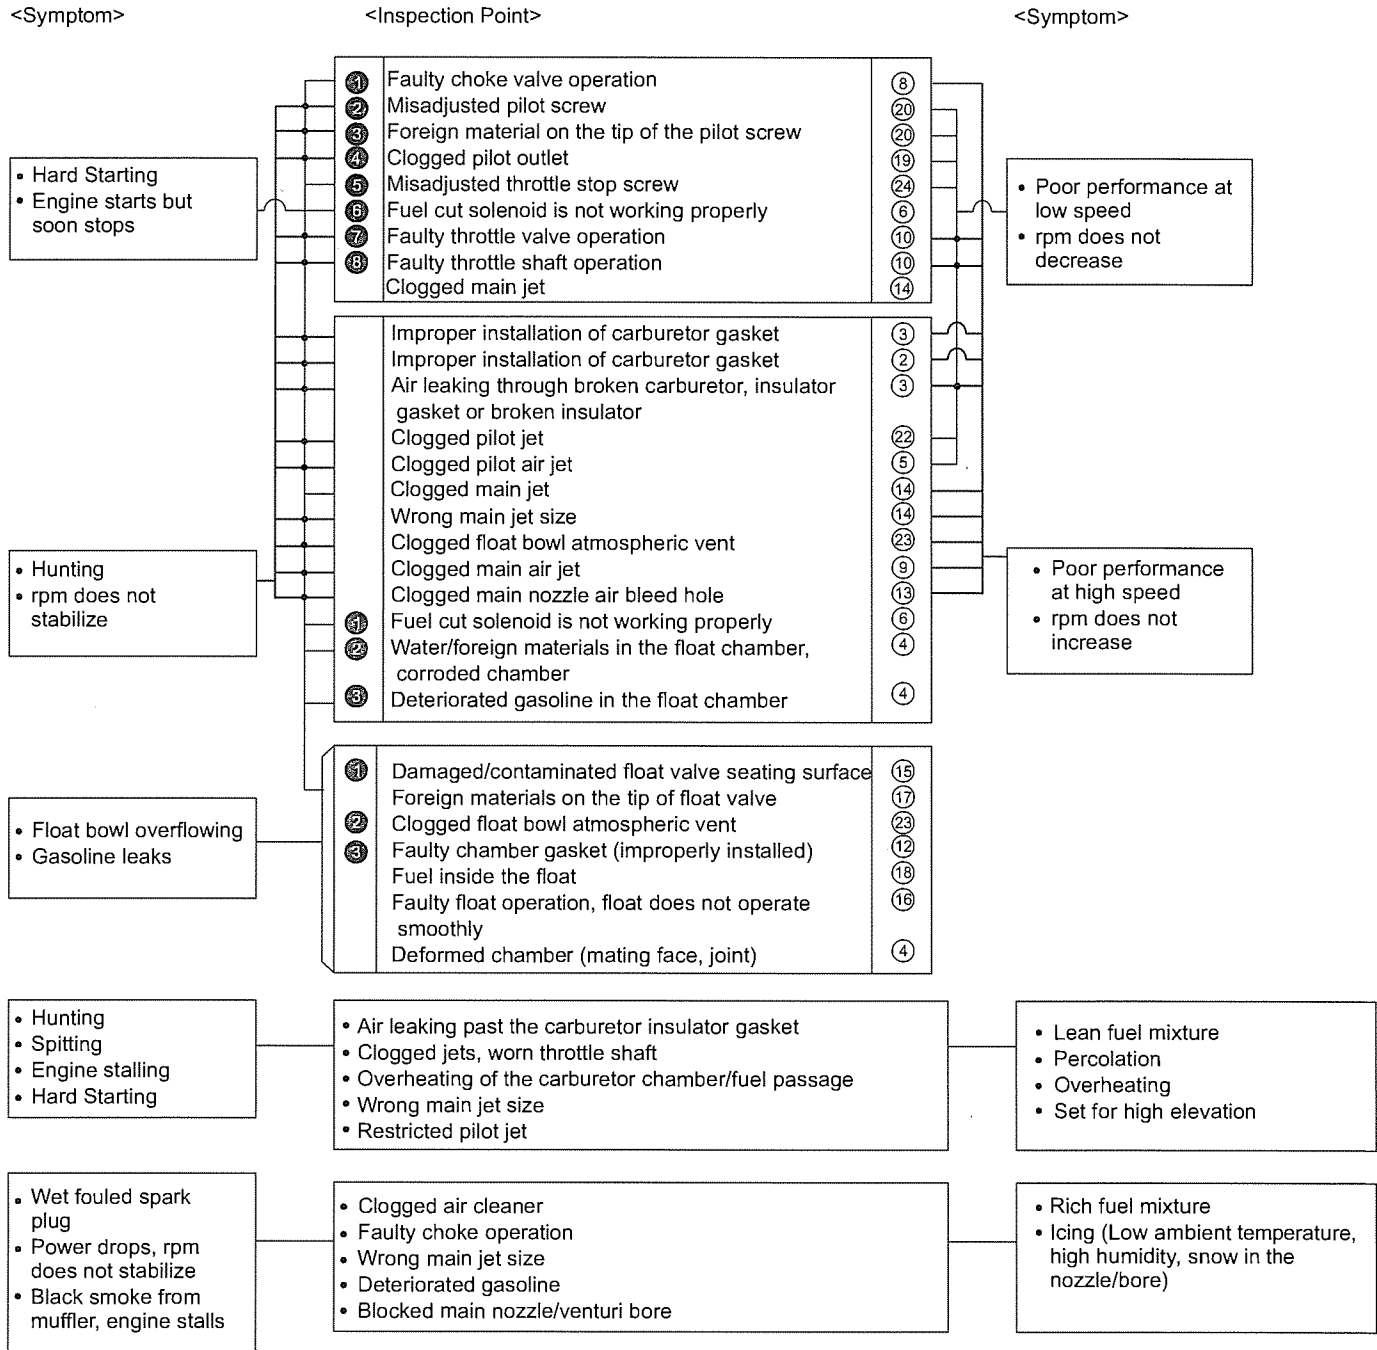 <Symptom>
<Inspection Point>
<Symptom>
• Hard Starting
• Engine starts but
soon stops
❶ Faulty choke valve operation ⑧
❷ Misadjusted pilot screw ⑳
❸ Foreign material on the tip of the pilot screw ⑳
❹ Clogged pilot outlet ⑲
❺ Misadjusted throttle stop screw ㉔
❻ Fuel cut solenoid is not working properly ⑥
❼ Faulty throttle valve operation ⑩
❽ Faulty throttle shaft operation ⑩
Clogged main jet ⑭
• Poor performance at
low speed
• rpm does not
decrease
• Hunting
• rpm does not
stabilize
Improper installation of carburetor gasket ③
Improper installation of carburetor gasket ②
Air leaking through broken carburetor, insulator ③
gasket or broken insulator
Clogged pilot jet ㉒
Clogged pilot air jet ⑤
Clogged main jet ⑭
Wrong main jet size ⑭
Clogged float bowl atmospheric vent ㉓
Clogged main air jet ⑨
Clogged main nozzle air bleed hole ⑬
❶ Fuel cut solenoid is not working properly ⑥
❷ Water/foreign materials in the float chamber, ④
corroded chamber
❸ Deteriorated gasoline in the float chamber ④
• Poor performance
at high speed
• rpm does not
increase
• Float bowl overflowing
• Gasoline leaks
❶ Damaged/contaminated float valve seating surface ⑮
Foreign materials on the tip of float valve ⑰
❷ Clogged float bowl atmospheric vent ㉓
❸ Faulty chamber gasket (improperly installed) ⑫
Fuel inside the float ⑱
Faulty float operation, float does not operate ⑯
smoothly
Deformed chamber (mating face, joint) ④
• Hunting
• Spitting
• Engine stalling
• Hard Starting
• Air leaking past the carburetor insulator gasket
• Clogged jets, worn throttle shaft
• Overheating of the carburetor chamber/fuel passage
• Wrong main jet size
• Restricted pilot jet
• Lean fuel mixture
• Percolation
• Overheating
• Set for high elevation
• Wet fouled spark
plug
• Power drops, rpm
does not stabilize
• Black smoke from
muffler, engine stalls
• Clogged air cleaner
• Faulty choke operation
• Wrong main jet size
• Deteriorated gasoline
• Blocked main nozzle/venturi bore
• Rich fuel mixture
• Icing (Low ambient temperature,
high humidity, snow in the
nozzle/bore)